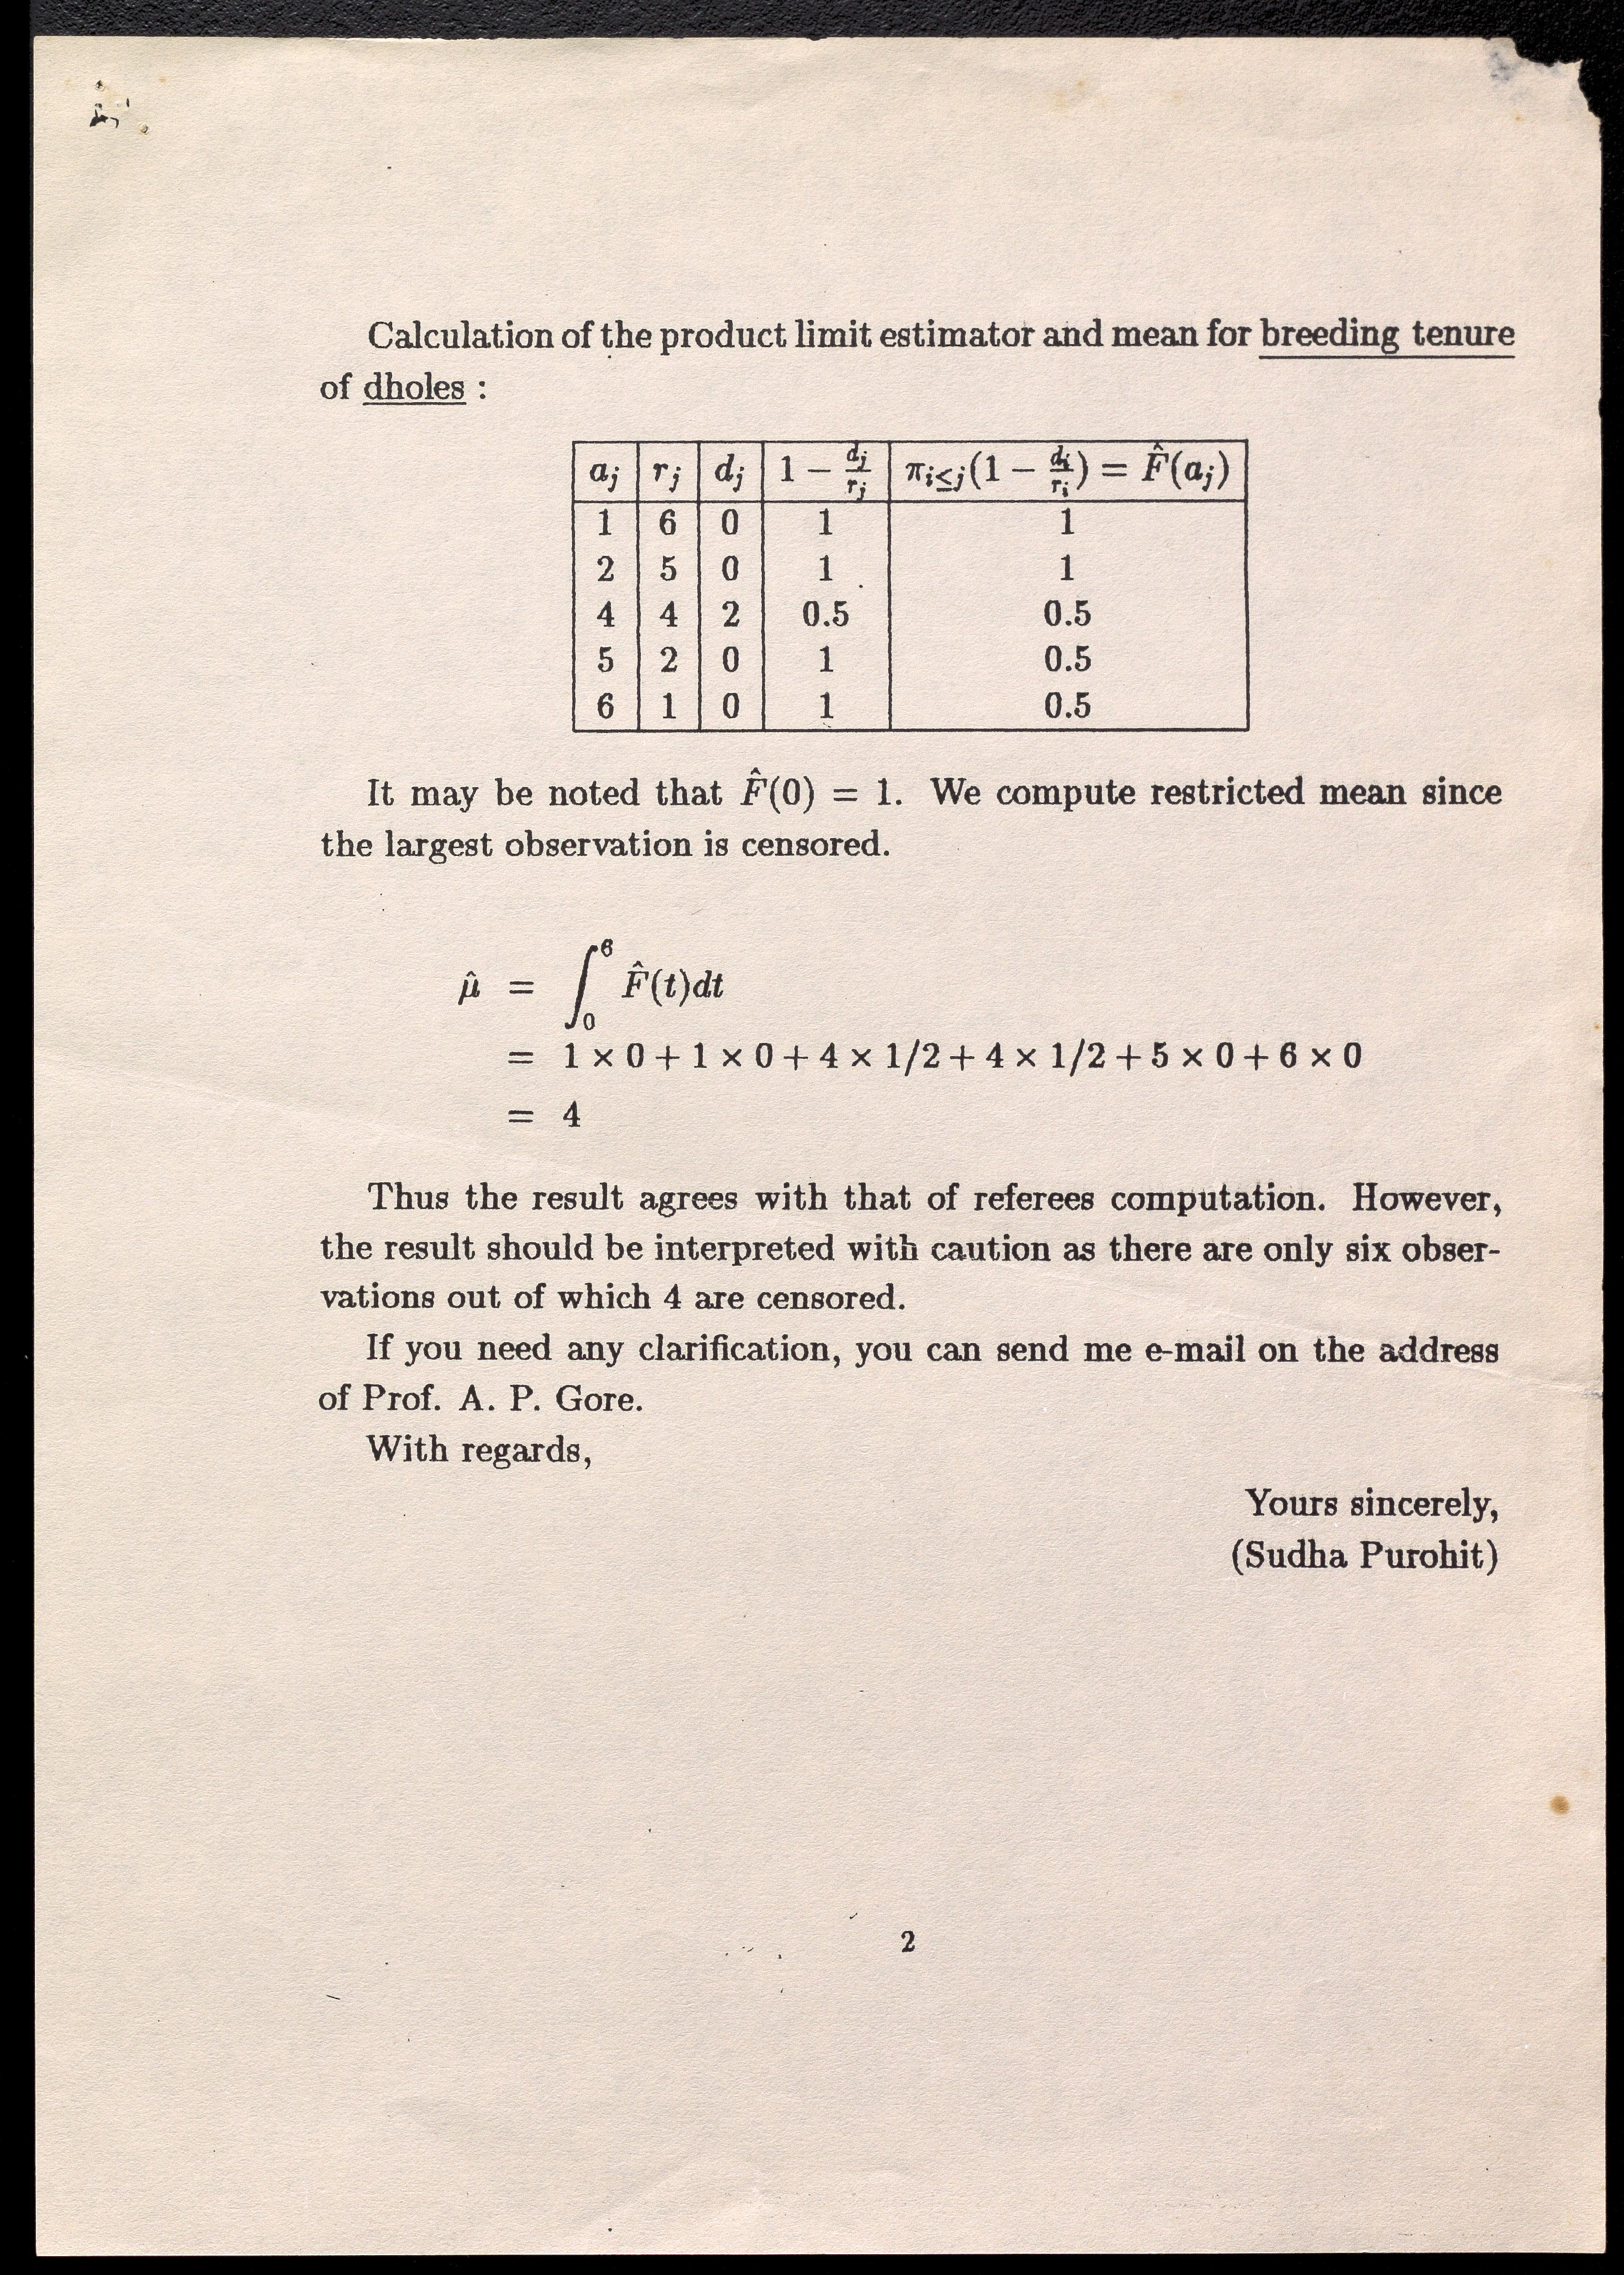 Calculation of the product limit estimator and mean for breeding tenure
of dholes :
a_j r_j d_j 1 − d_j/r_j π_{i≤j}(1 − d_i/r_i) = F̂(a_j)
1 6 0 1 1
2 5 0 1 1
4 4 2 0.5 0.5
5 2 0 1 0.5
6 1 0 1 0.5
It may be noted that F̂(0) = 1. We compute restricted mean since
the largest observation is censored.
μ̂ = ∫_0^6 F̂(t)dt
= 1 × 0 + 1 × 0 + 4 × 1/2 + 4 × 1/2 + 5 × 0 + 6 × 0
= 4
Thus the result agrees with that of referees computation. However,
the result should be interpreted with caution as there are only six obser-
vations out of which 4 are censored.
If you need any clarification, you can send me e-mail on the address
of Prof. A. P. Gore.
With regards,
Yours sincerely,
(Sudha Purohit)
2